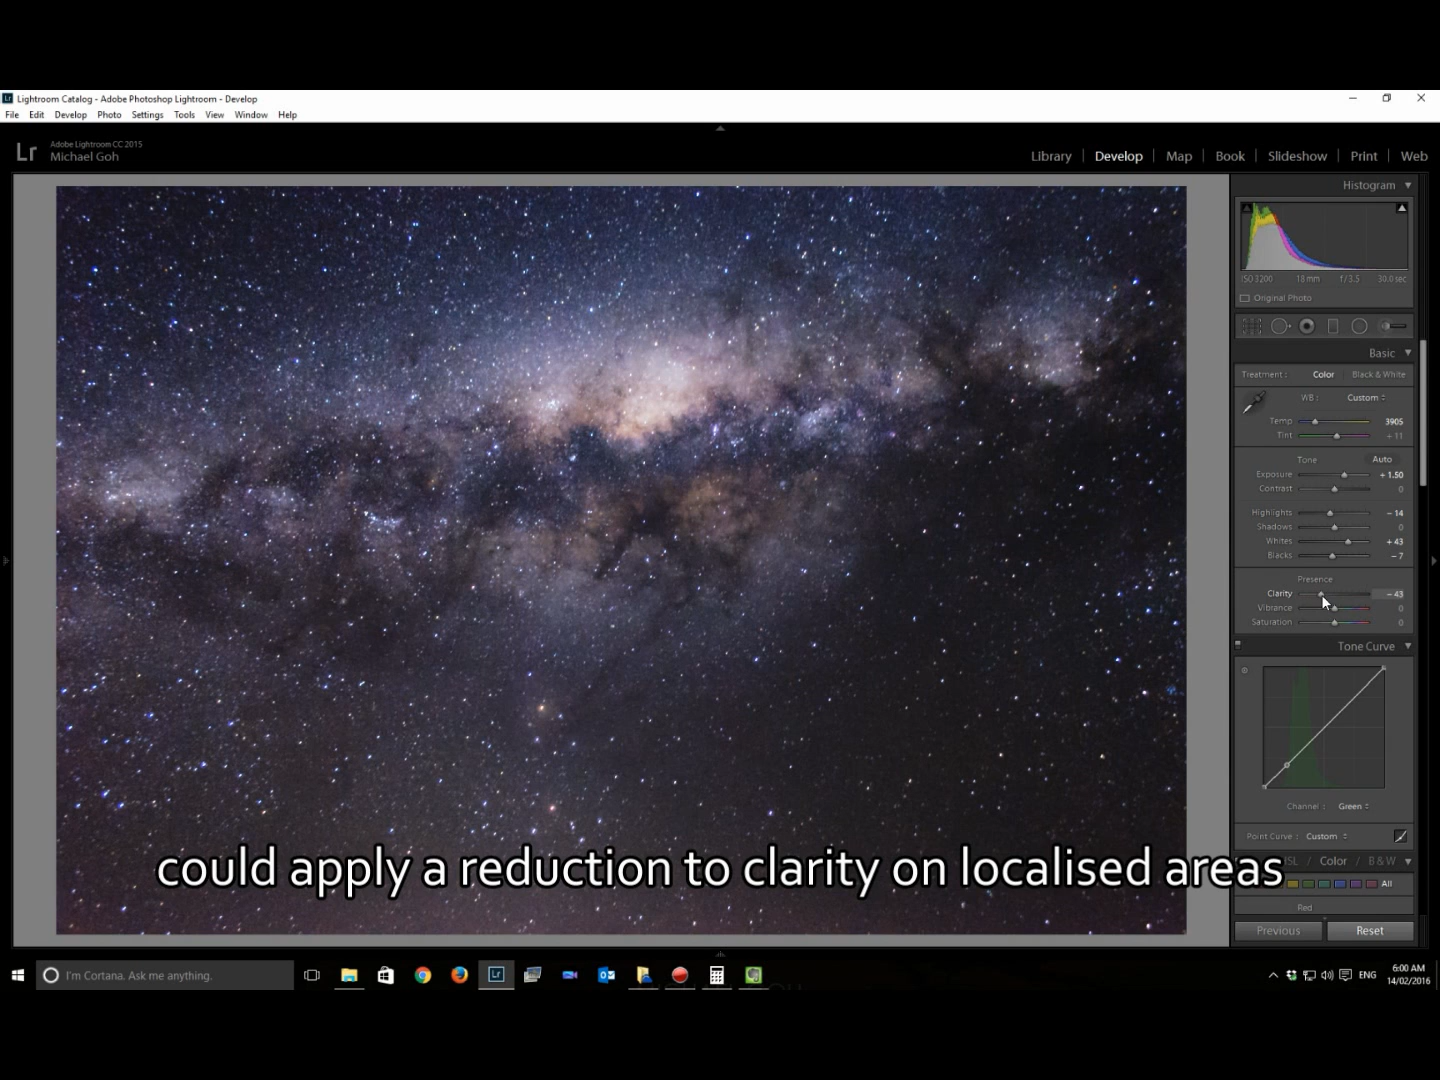 Lightroom Catalog - Adobe Photoshop Lightroom - Develop
File Edit Develop Photo Settings Tools View Window Help
Lr
Adobe Lightroom CC 2015
Michael Goh
Library | Develop | Map | Book | Slideshow | Print | Web
Histogram
ISO 3200 18 mm f / 3.5 30.0 sec
Original Photo
Basic
Treatment : Color Black & White
WB : Custom
Temp 3905
Tint + 11
Tone Auto
Exposure + 1.50
Contrast 0
Highlights - 14
Shadows 0
Whites + 43
Blacks - 7
Presence
Clarity - 43
Vibrance 0
Saturation 0
Tone Curve
Channel : Green
Point Curve : Custom
/ Color / B & W
could apply a reduction to clarity on localised areas
All
Red
Previous Reset
I'm Cortana. Ask me anything.
Lr
ENG
6:00 AM
14/02/2016